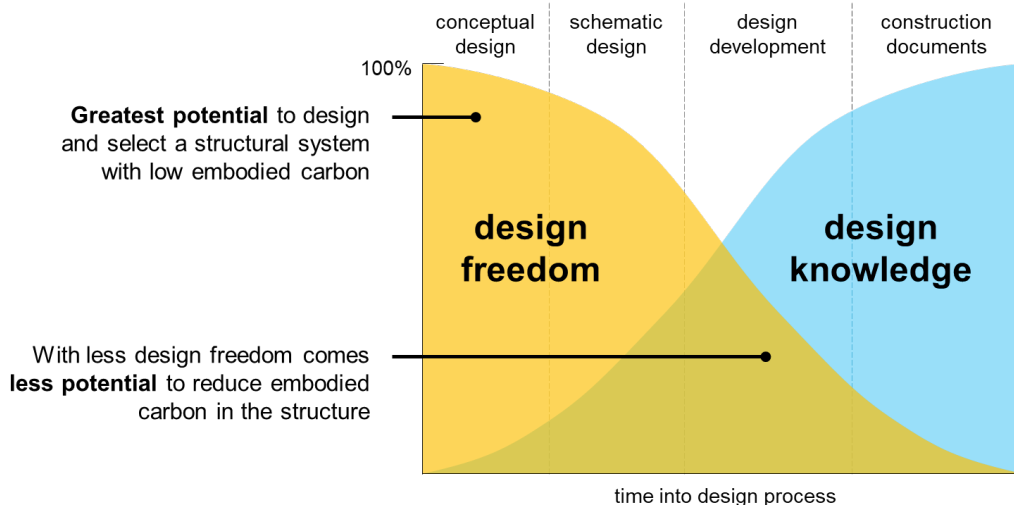 conceptual
design
schematic
design
design
development
construction
documents
100%
Greatest potential to design
and select a structural system
with low embodied carbon
design
freedom
design
knowledge
With less design freedom comes
less potential to reduce embodied
carbon in the structure
time into design process